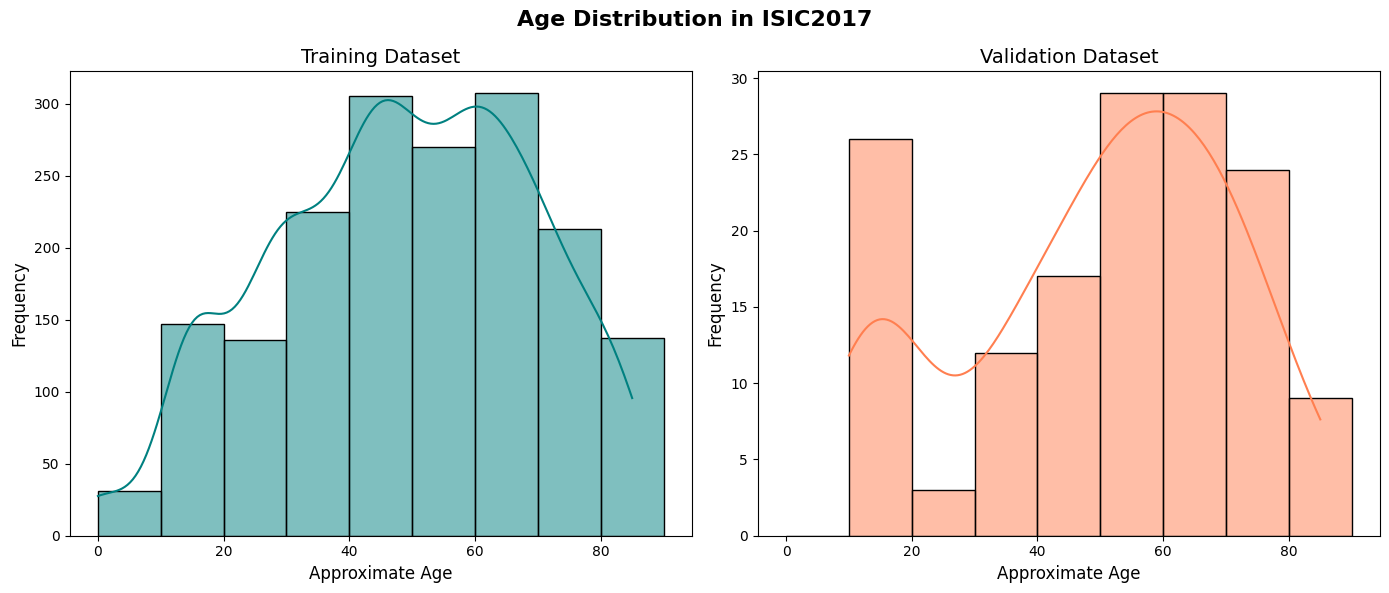 Age Distribution in ISIC2017
Training Dataset
300
250
200
150
100
50
0
Frequency
0 20 40 60 80
Approximate Age
Validation Dataset
30
25
20
15
10
5
0
Frequency
0 20 40 60 80
Approximate Age